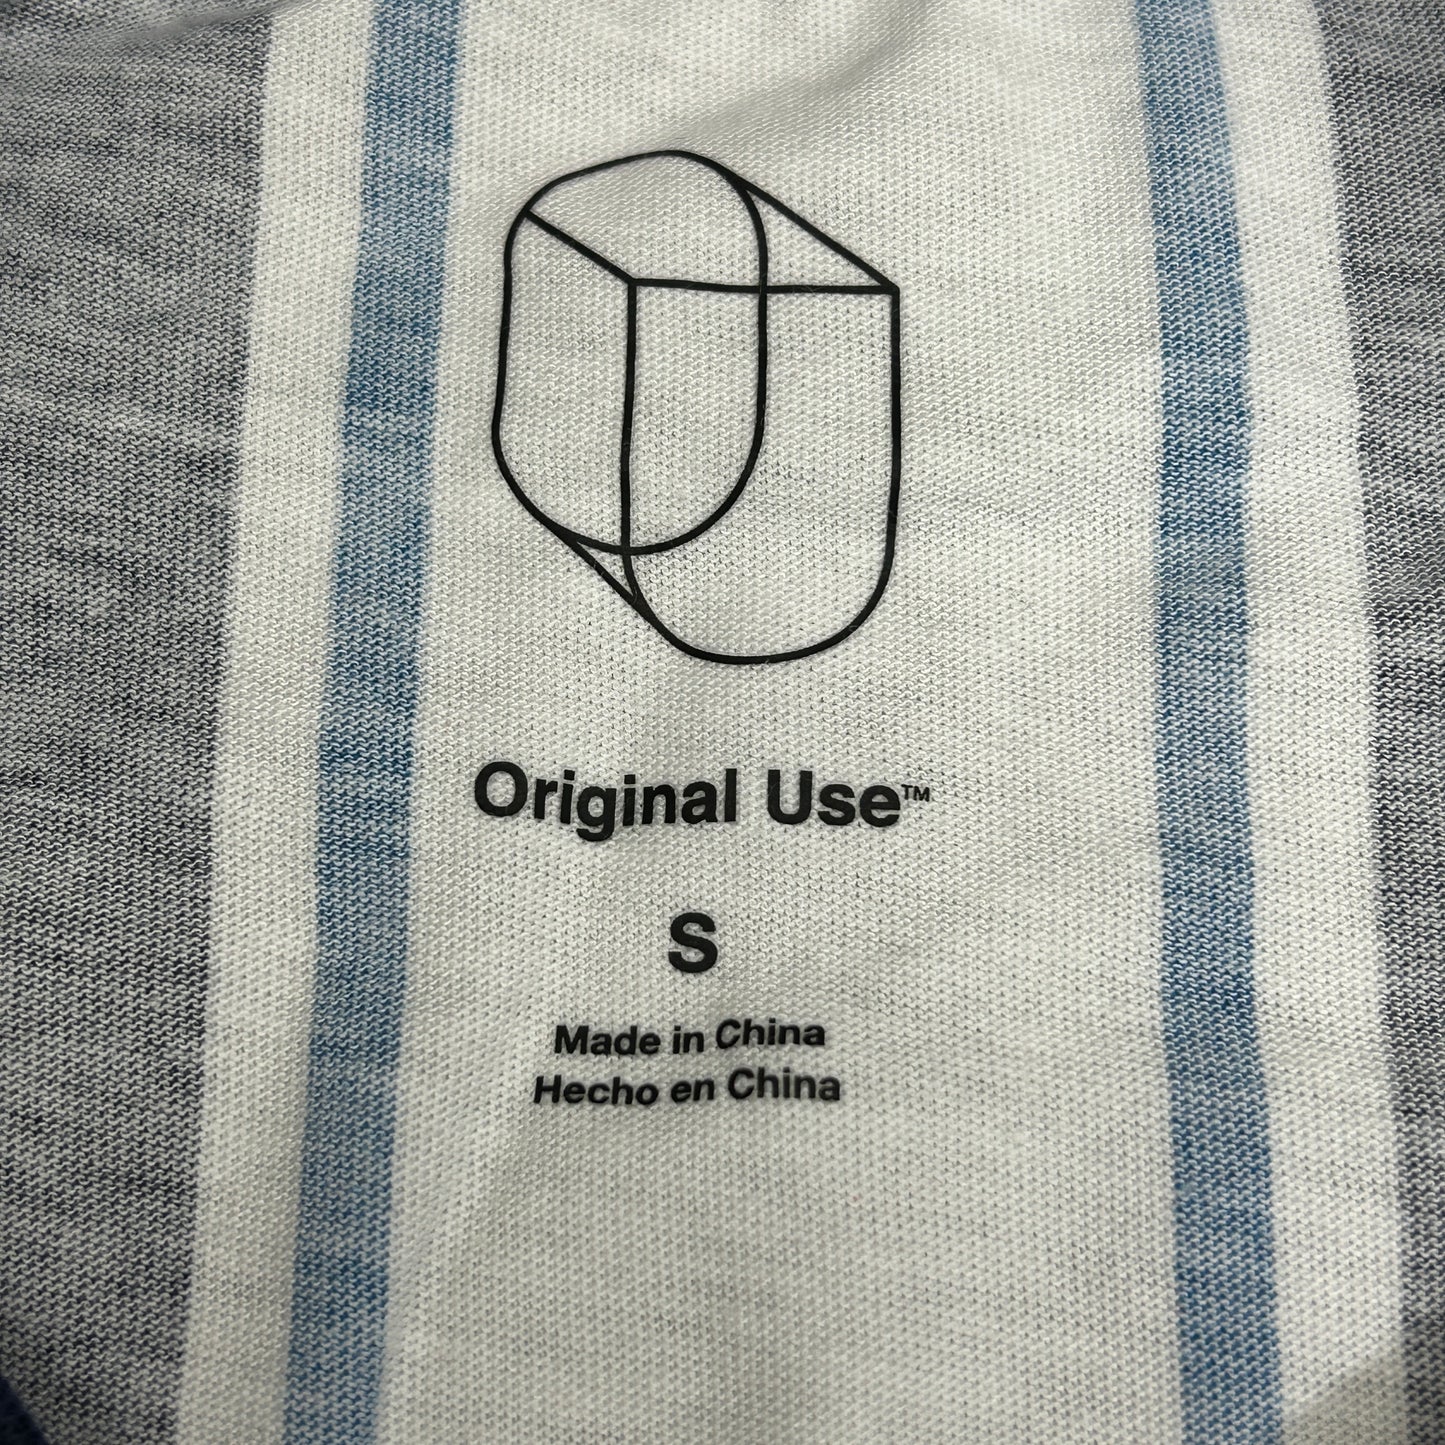 Original Use™
S
Made in China
Hecho en China